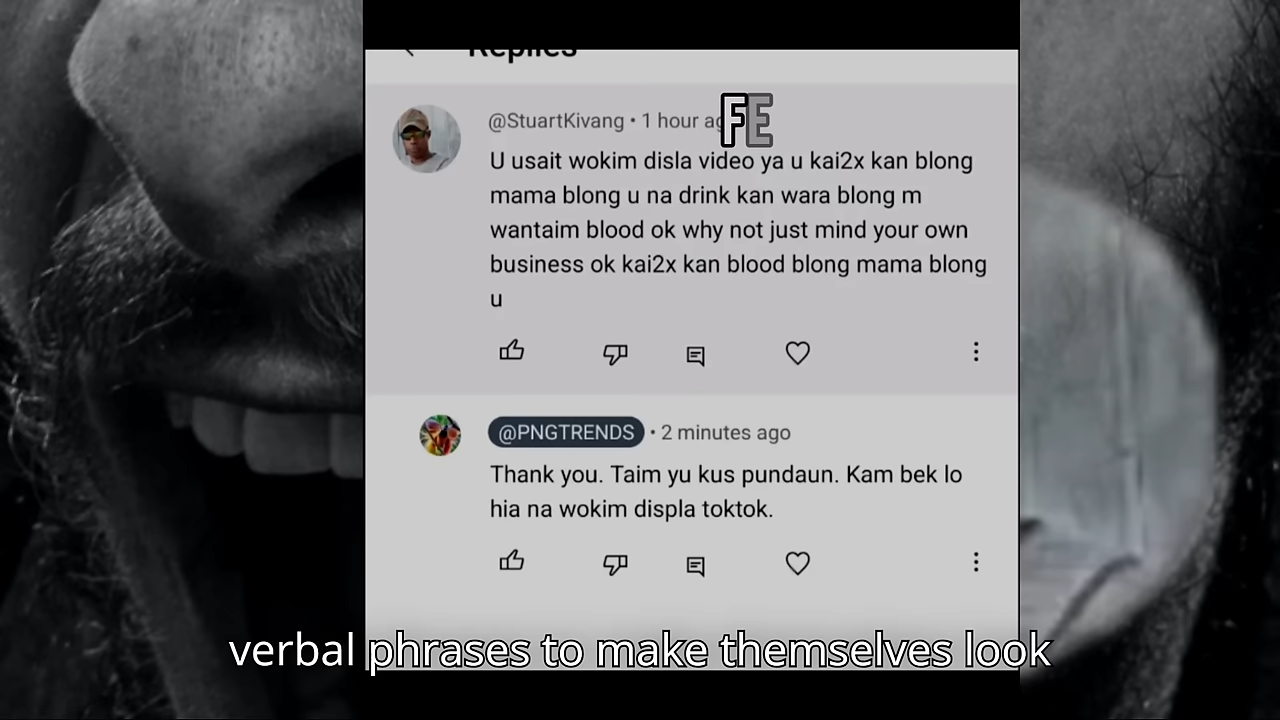 Replies
@StuartKivang • 1 hour ag
FE
U usait wokim disla video ya u kai2x kan blong
mama blong u na drink kan wara blong m
wantaim blood ok why not just mind your own
business ok kai2x kan blood blong mama blong
u
@PNGTRENDS • 2 minutes ago
Thank you. Taim yu kus pundaun. Kam bek lo
hia na wokim displa toktok.
verbal phrases to make themselves look